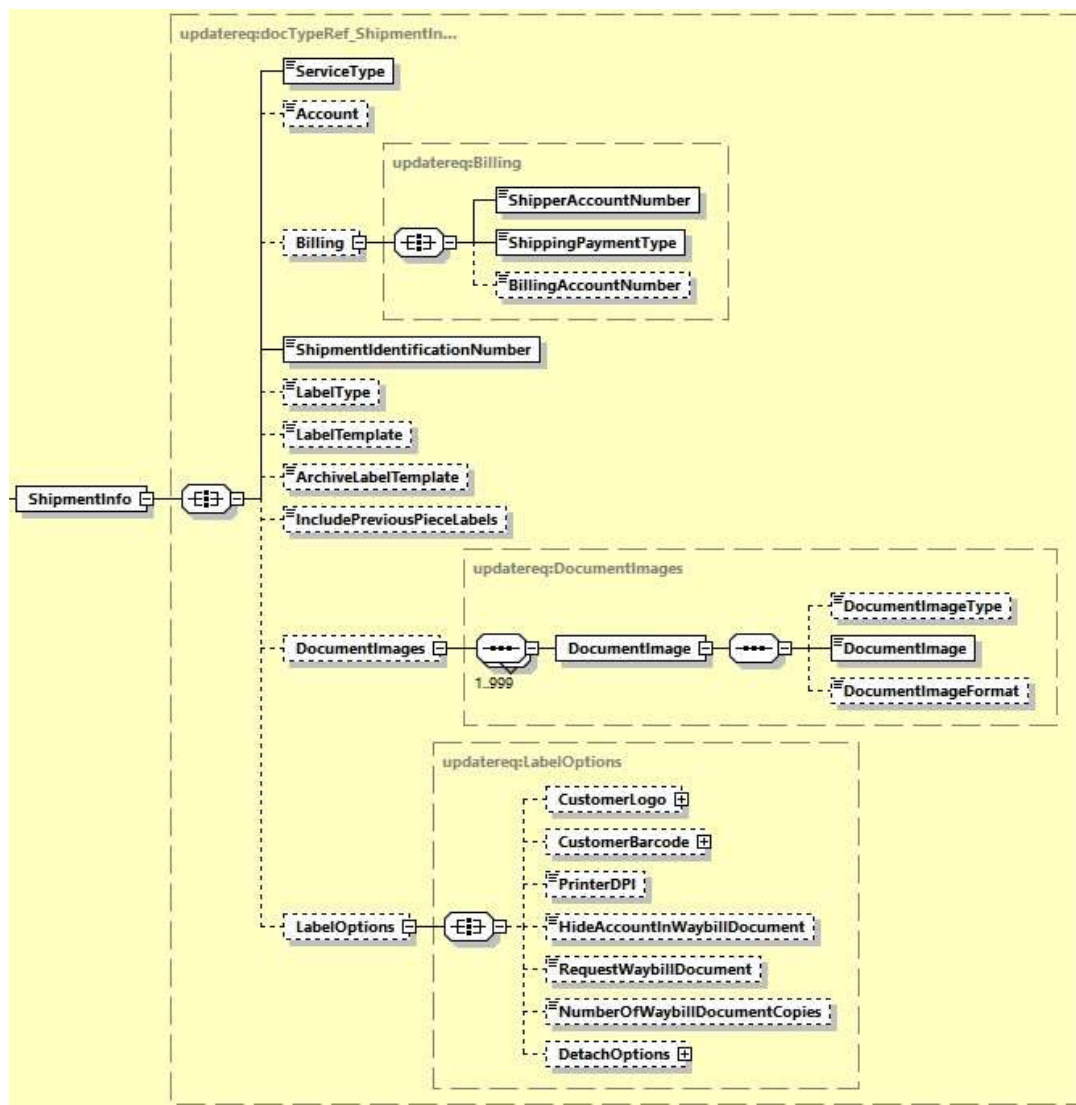 updatereq:docTypeRef_ShipmentIn...
ServiceType
Account
updatereq:Billing
ShipperAccountNumber
Billing
ShippingPaymentType
BillingAccountNumber
ShipmentIdentificationNumber
LabelType
LabelTemplate
ArchiveLabelTemplate
ShipmentInfo
IncludePreviousPieceLabels
updatereq:DocumentImages
DocumentImageType
DocumentImages
DocumentImage
DocumentImage
1..999
DocumentImageFormat
updatereq:LabelOptions
CustomerLogo
CustomerBarcode
PrinterDPI
LabelOptions
HideAccountInWaybillDocument
RequestWaybillDocument
NumberOfWaybillDocumentCopies
DetachOptions